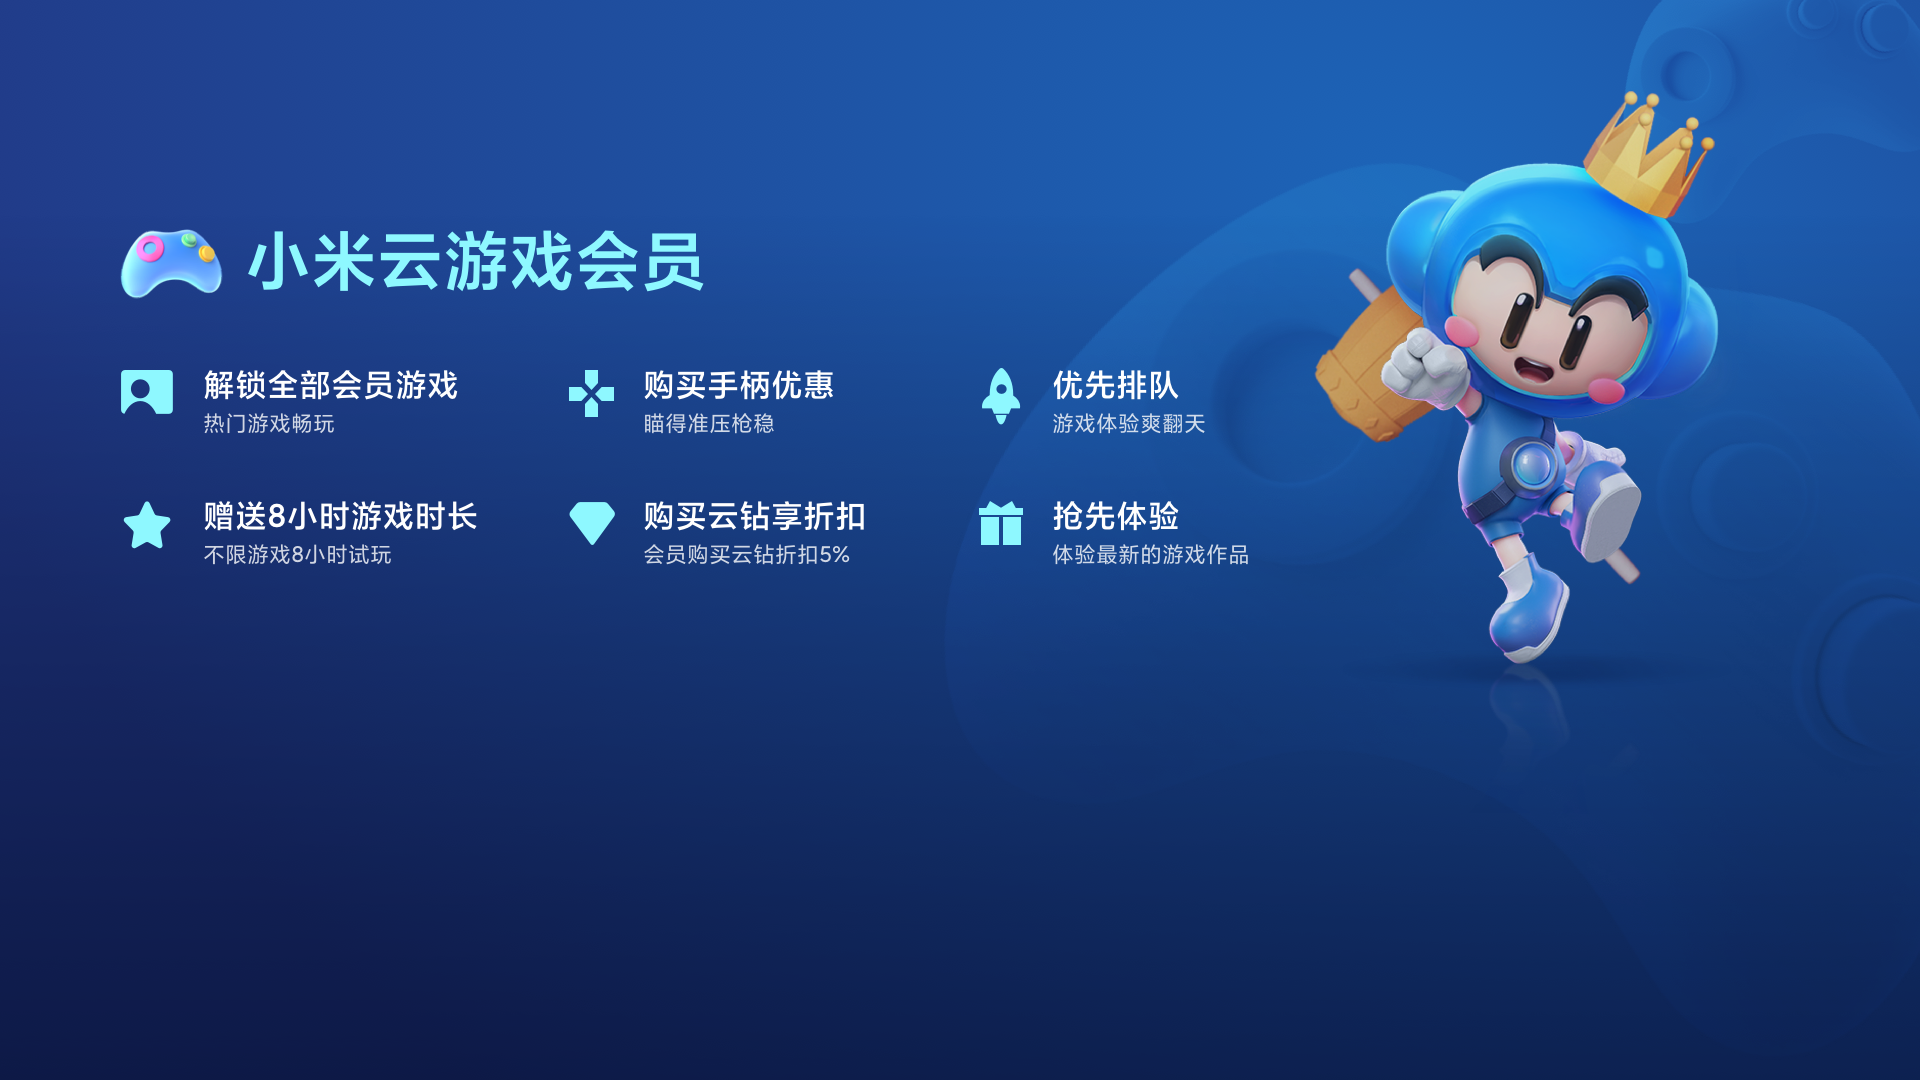 小米云游戏会员
解锁全部会员游戏
热门游戏畅玩
购买手柄优惠
瞄得准压枪稳
优先排队
游戏体验爽翻天
赠送8小时游戏时长
不限游戏8小时试玩
购买云钻享折扣
会员购买云钻折扣5%
抢先体验
体验最新的游戏作品